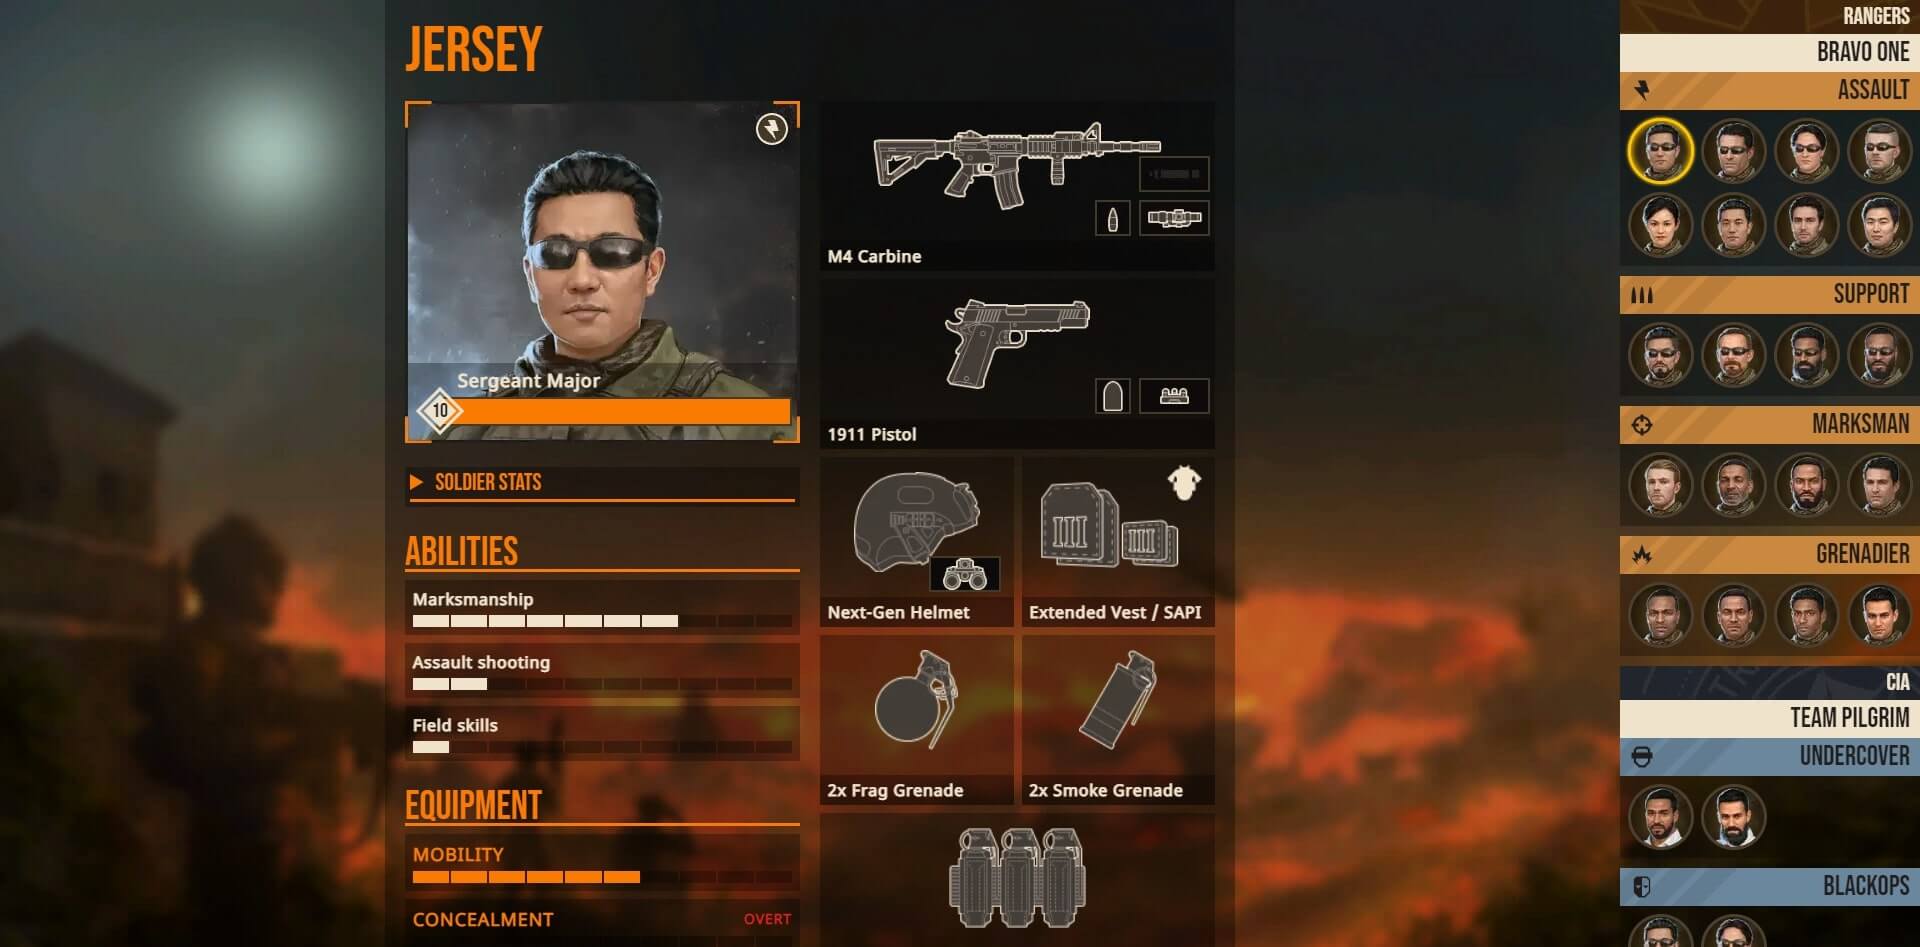 JERSEY
Sergeant Major
10
SOLDIER STATS
ABILITIES
Marksmanship
Assault shooting
Field skills
EQUIPMENT
MOBILITY
CONCEALMENT OVERT
M4 Carbine
1911 Pistol
III III
Next-Gen Helmet
Extended Vest / SAPI
2x Frag Grenade
2x Smoke Grenade
RANGERS
BRAVO ONE
ASSAULT
SUPPORT
MARKSMAN
GRENADIER
CIA
TEAM PILGRIM
UNDERCOVER
BLACKOPS